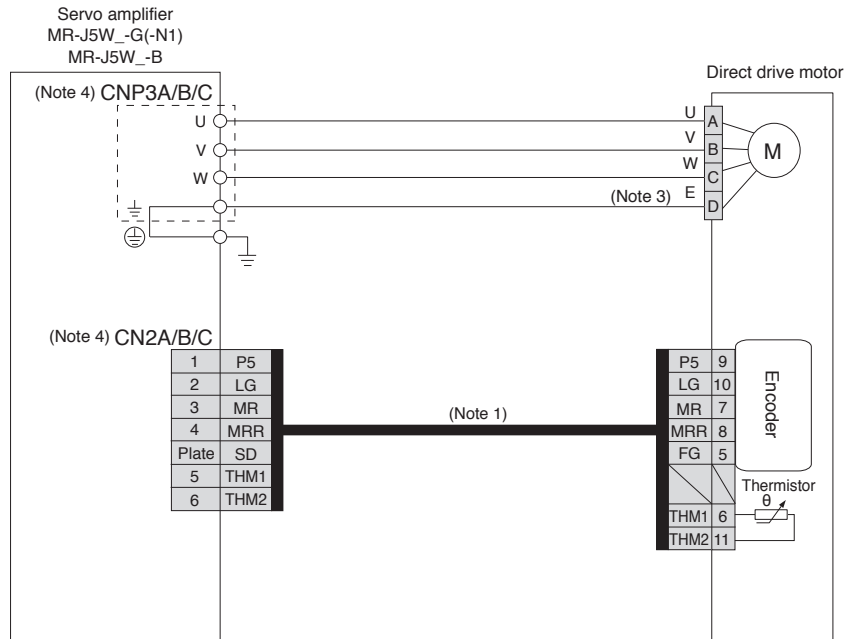 Servo amplifier
MR-J5W_-G(-N1)
MR-J5W_-B
Direct drive motor
(Note 4) CNP3A/B/C
U U A
V V B M
W W C
(Note 3) E D
(Note 4) CN2A/B/C
1 P5 P5 9
2 LG LG 10
3 MR MR 7
4 MRR (Note 1) MRR 8
Plate SD FG 5
Encoder
5 THM1
6 THM2
Thermistor
θ
THM1 6
THM2 11